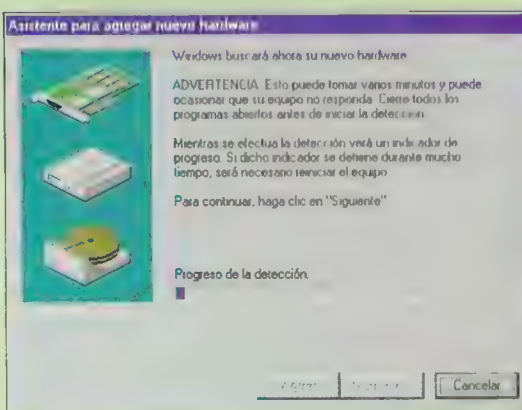 Asistente para agregar nuevo hardware
Windows buscará ahora su nuevo hardware
ADVERTENCIA. Esto puede tomar varios minutos y puede
ocasionar que su equipo no responda. Cierre todos los
programas abiertos antes de iniciar la detección.
Mientras se efectua la detección verá un indicador de
progreso. Si dicho indicador se detiene durante mucho
tiempo, será necesario reiniciar el equipo
Para continuar, haga clic en "Siguiente"
Progreso de la detección.
Cancelar